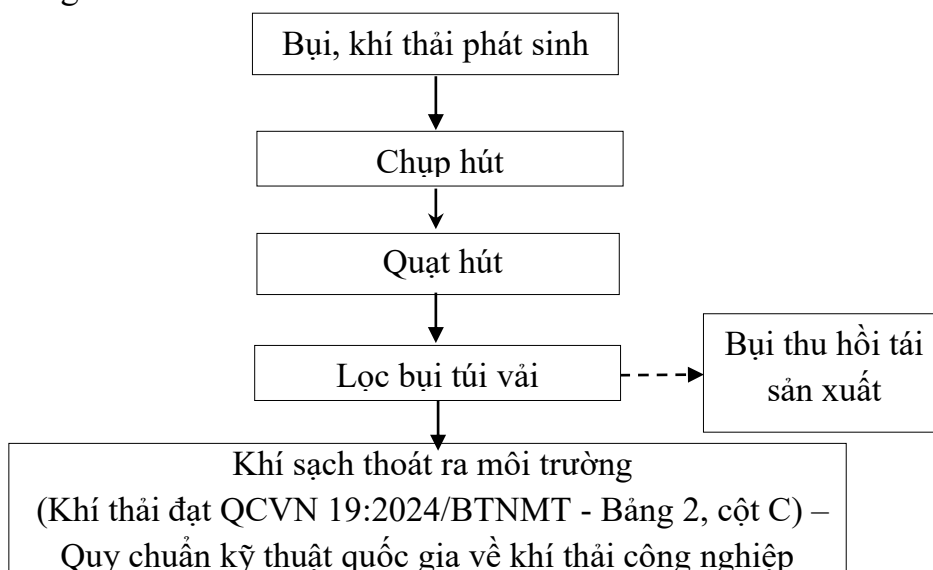 Bụi, khí thải phát sinh
Chụp hút
Quạt hút
Lọc bụi túi vải
Bụi thu hồi tái
sản xuất
Khí sạch thoát ra môi trường
(Khí thải đạt QCVN 19:2024/BTNMT - Bảng 2, cột C) –
Quy chuẩn kỹ thuật quốc gia về khí thải công nghiệp